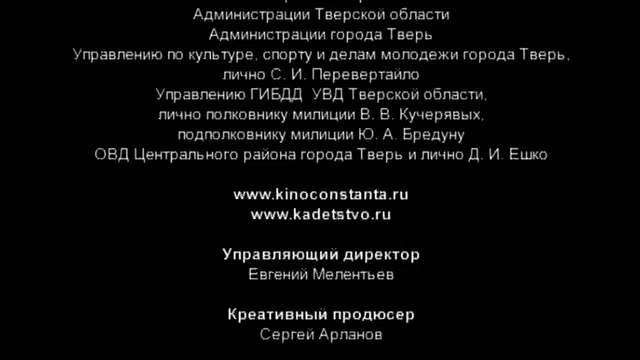 Администрации Тверской области
Администрации города Тверь
Управлению по культуре, спорту и делам молодежи города Тверь,
лично С. И. Перевертайло
Управлению ГИБДД УВД Тверской области,
лично полковнику милиции В. В. Кучерявых,
подполковнику милиции Ю. А. Бредуну
ОВД Центрального района города Тверь и лично Д. И. Ешко
www.kinoconstanta.ru
www.kadetstvo.ru
Управляющий директор
Евгений Мелентьев
Креативный продюсер
Сергей Арланов